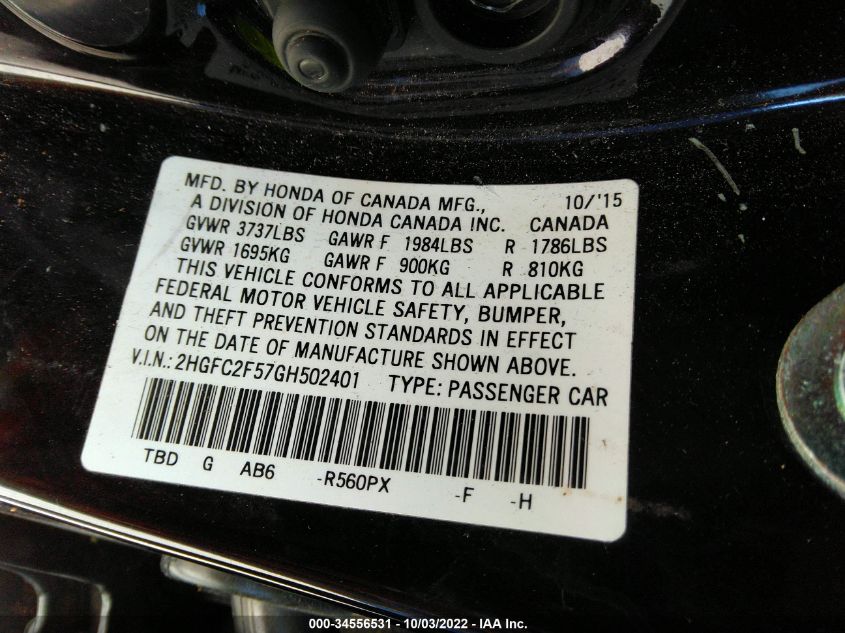 MFD. BY HONDA OF CANADA MFG., 10/'15
A DIVISION OF HONDA CANADA INC. CANADA
GVWR 3737LBS GAWR F 1984LBS R 1786LBS
GVWR 1695KG GAWR F 900KG R 810KG
THIS VEHICLE CONFORMS TO ALL APPLICABLE
FEDERAL MOTOR VEHICLE SAFETY, BUMPER,
AND THEFT PREVENTION STANDARDS IN EFFECT
ON THE DATE OF MANUFACTURE SHOWN ABOVE.
V.I.N.: 2HGFC2F57GH502401 TYPE: PASSENGER CAR
TBD G AB6 -R560PX -F -H
000-34556531 - 10/03/2022 - IAA Inc.